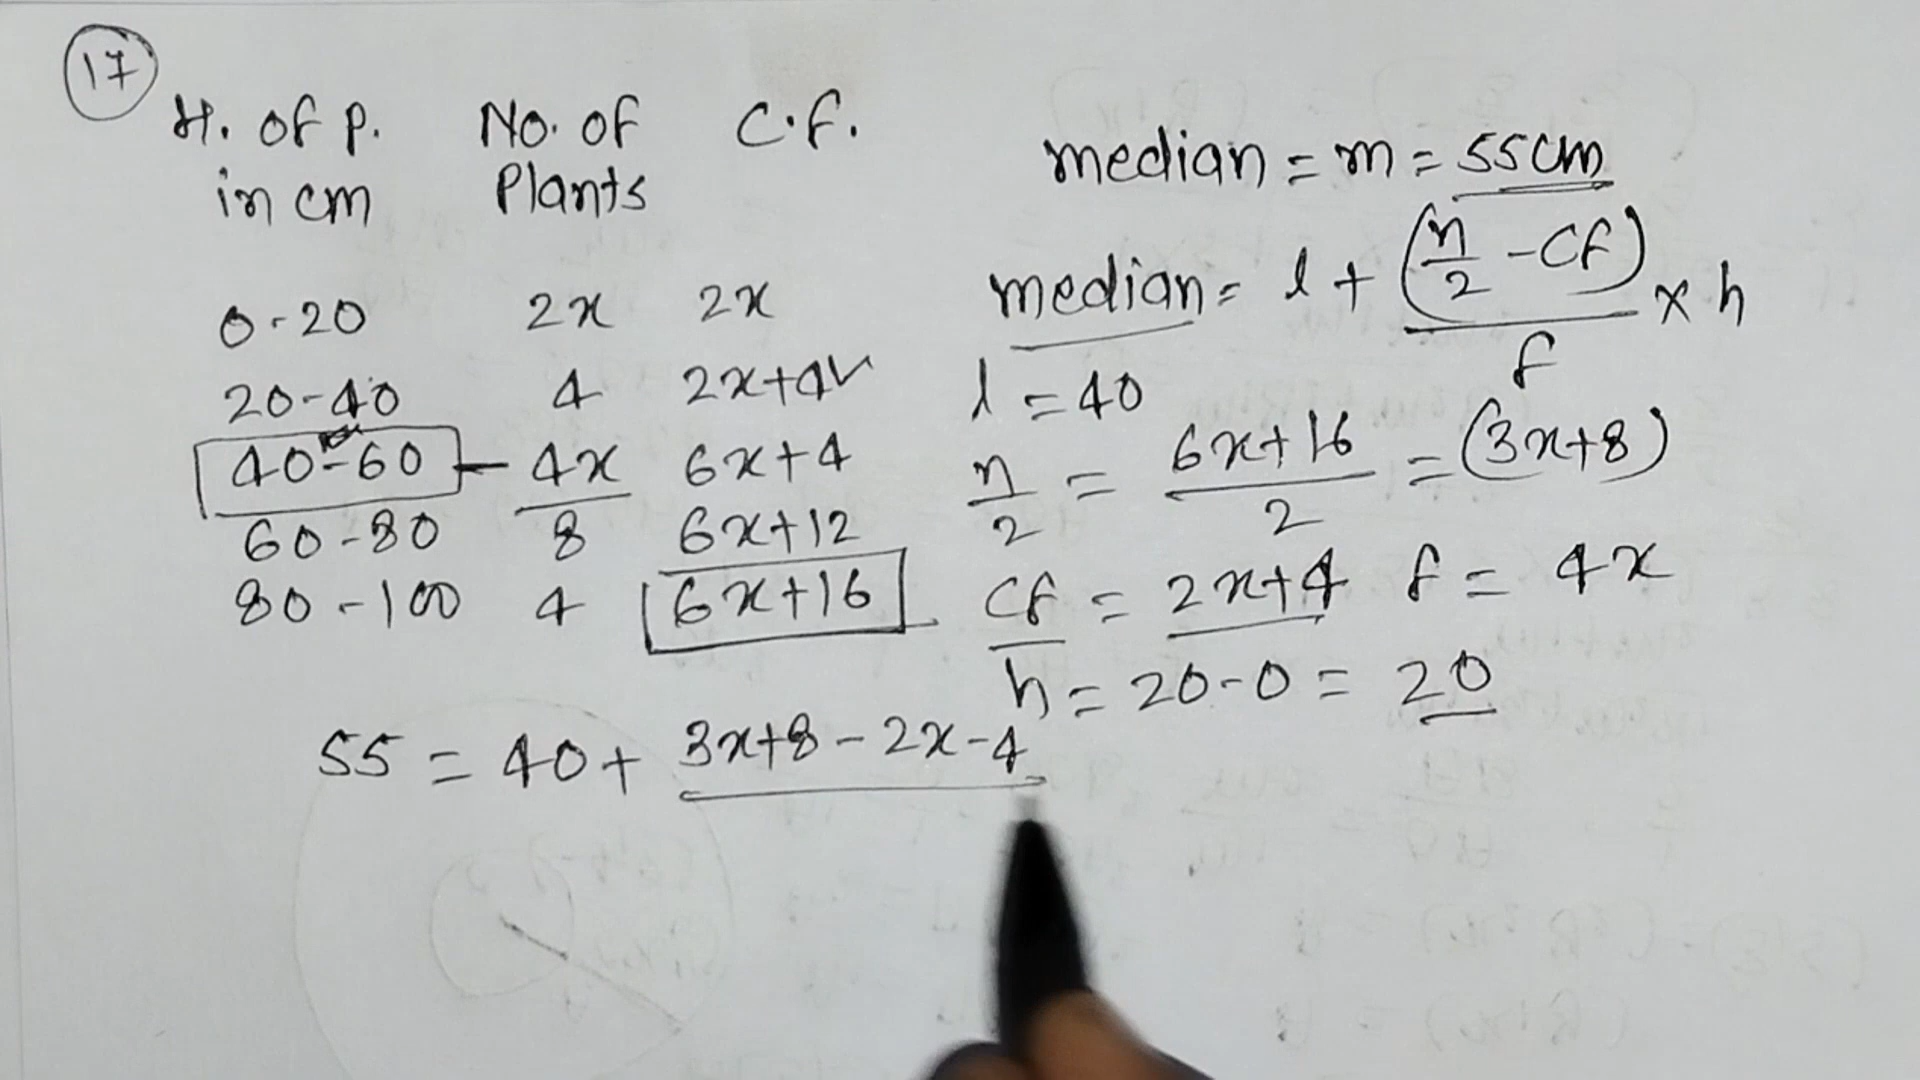 17
H. of p. No. of C.f.
in cm Plants
0-20 2x 2x
20-40 4 2x+4
40-60 4x 6x+4
60-80 8 6x+12
80-100 4 6x+16
median = m = 55cm
median = l + (n/2 - cf)/f × h
l = 40
n/2 = 6x+16/2 = (3x+8)
cf = 2x+4 f = 4x
h = 20-0 = 20
55 = 40 + 3x+8-2x-4